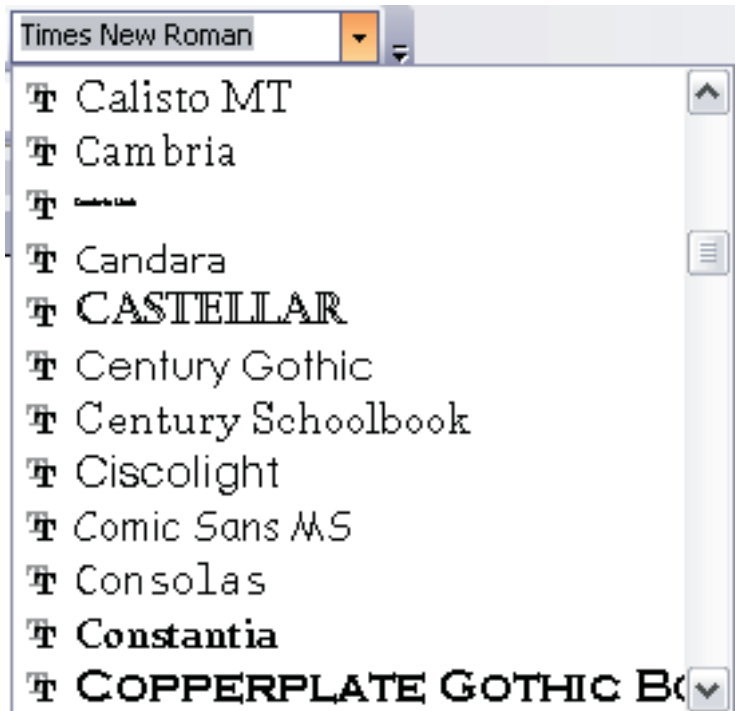 Times New Roman
Calisto MT
Cambria
Candara
CASTELLAR
Century Gothic
Century Schoolbook
Ciscolight
Comic Sans MS
Consolas
Constantia
COPPERPLATE GOTHIC